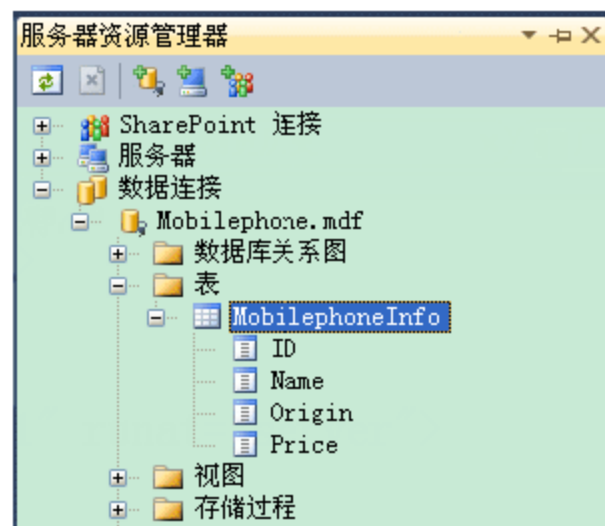 服务器资源管理器
SharePoint 连接
服务器
数据连接
Mobilephone.mdf
数据库关系图
表
MobilephoneInfo
ID
Name
Origin
Price
视图
存储过程